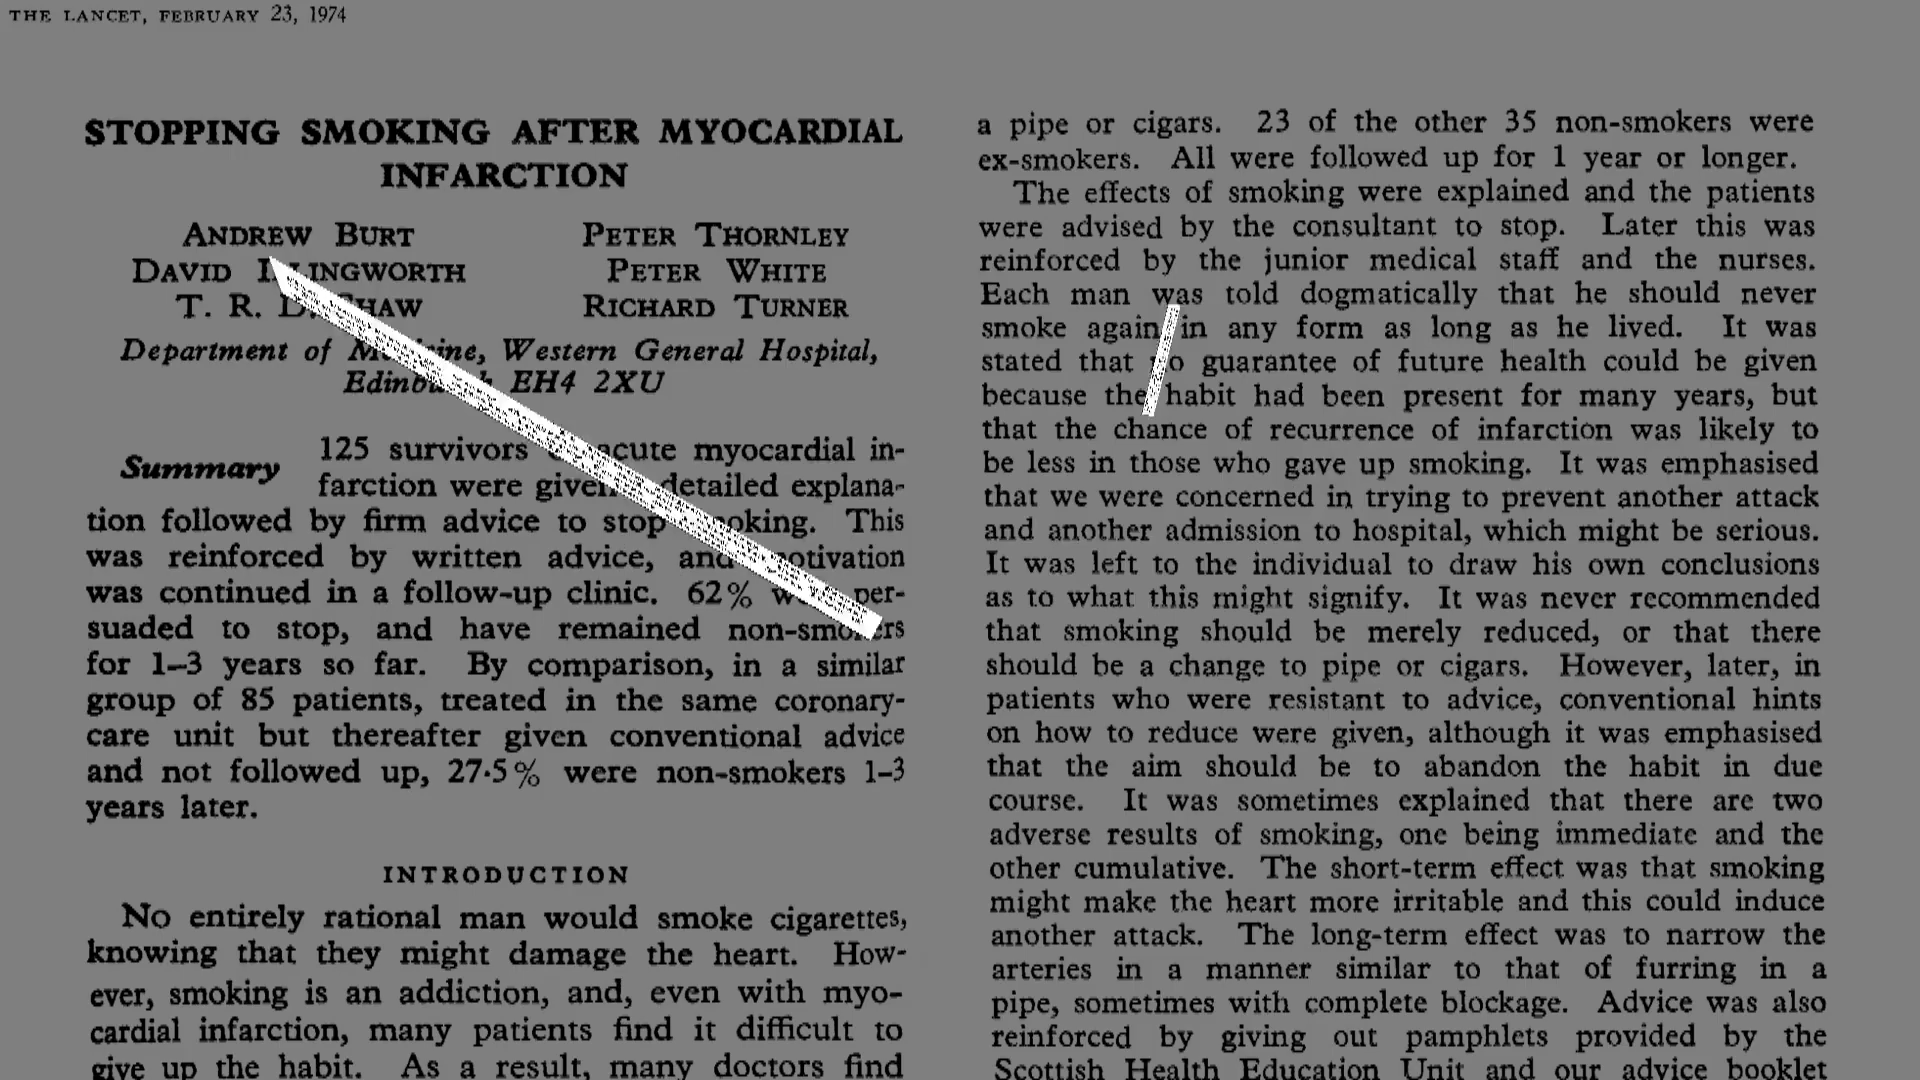 THE LANCET, FEBRUARY 23, 1974
STOPPING SMOKING AFTER MYOCARDIAL
INFARCTION
ANDREW BURT PETER THORNLEY
DAVID ILLINGWORTH PETER WHITE
T. R. D. SHAW RICHARD TURNER
Department of Medicine, Western General Hospital,
Edinburgh EH4 2XU
Summary
125 survivors of acute myocardial in-
farction were given a detailed explana-
tion followed by firm advice to stop smoking. This
was reinforced by written advice, and motivation
was continued in a follow-up clinic. 62% were per-
suaded to stop, and have remained non-smokers
for 1–3 years so far. By comparison, in a similar
group of 85 patients, treated in the same coronary-
care unit but thereafter given conventional advice
and not followed up, 27·5% were non-smokers 1–3
years later.
INTRODUCTION
No entirely rational man would smoke cigarettes,
knowing that they might damage the heart. How-
ever, smoking is an addiction, and, even with myo-
cardial infarction, many patients find it difficult to
give up the habit. As a result, many doctors find
a pipe or cigars. 23 of the other 35 non-smokers were
ex-smokers. All were followed up for 1 year or longer.
The effects of smoking were explained and the patients
were advised by the consultant to stop. Later this was
reinforced by the junior medical staff and the nurses.
Each man was told dogmatically that he should never
smoke again in any form as long as he lived. It was
stated that no guarantee of future health could be given
because the habit had been present for many years, but
that the chance of recurrence of infarction was likely to
be less in those who gave up smoking. It was emphasised
that we were concerned in trying to prevent another attack
and another admission to hospital, which might be serious.
It was left to the individual to draw his own conclusions
as to what this might signify. It was never recommended
that smoking should be merely reduced, or that there
should be a change to pipe or cigars. However, later, in
patients who were resistant to advice, conventional hints
on how to reduce were given, although it was emphasised
that the aim should be to abandon the habit in due
course. It was sometimes explained that there are two
adverse results of smoking, one being immediate and the
other cumulative. The short-term effect was that smoking
might make the heart more irritable and this could induce
another attack. The long-term effect was to narrow the
arteries in a manner similar to that of furring in a
pipe, sometimes with complete blockage. Advice was also
reinforced by giving out pamphlets provided by the
Scottish Health Education Unit and our advice booklet